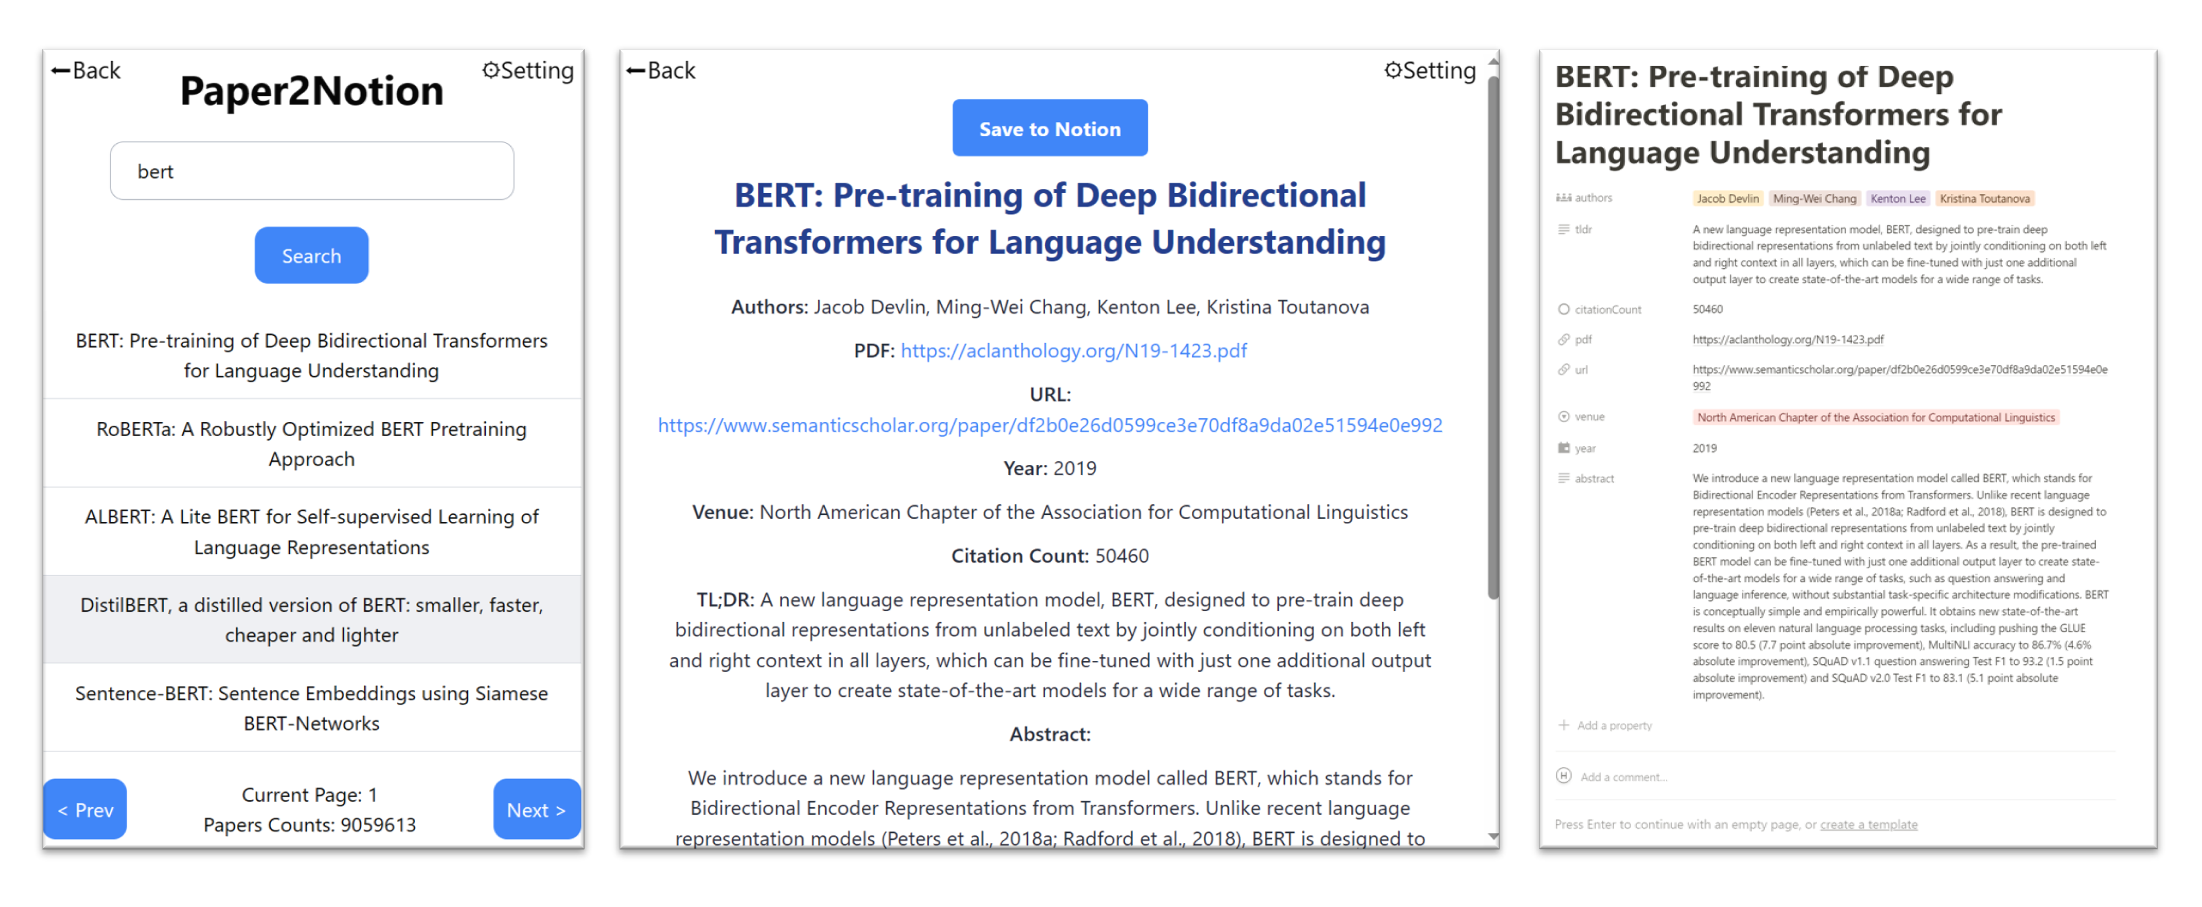 ←Back
Paper2Notion
⚙Setting
bert
Search
BERT: Pre-training of Deep Bidirectional Transformers
for Language Understanding
RoBERTa: A Robustly Optimized BERT Pretraining
Approach
ALBERT: A Lite BERT for Self-supervised Learning of
Language Representations
DistilBERT, a distilled version of BERT: smaller, faster,
cheaper and lighter
Sentence-BERT: Sentence Embeddings using Siamese
BERT-Networks
< Prev
Current Page: 1
Papers Counts: 9059613
Next >
←Back
⚙Setting
Save to Notion
BERT: Pre-training of Deep Bidirectional
Transformers for Language Understanding
Authors: Jacob Devlin, Ming-Wei Chang, Kenton Lee, Kristina Toutanova
PDF: https://aclanthology.org/N19-1423.pdf
URL:
https://www.semanticscholar.org/paper/df2b0e26d0599ce3e70df8a9da02e51594e0e992
Year: 2019
Venue: North American Chapter of the Association for Computational Linguistics
Citation Count: 50460
TL;DR: A new language representation model, BERT, designed to pre-train deep
bidirectional representations from unlabeled text by jointly conditioning on both left
and right context in all layers, which can be fine-tuned with just one additional output
layer to create state-of-the-art models for a wide range of tasks.
Abstract:
We introduce a new language representation model called BERT, which stands for
Bidirectional Encoder Representations from Transformers. Unlike recent language
representation models (Peters et al., 2018a; Radford et al., 2018), BERT is designed to
BERT: Pre-training of Deep
Bidirectional Transformers for
Language Understanding
authors Jacob Devlin Ming-Wei Chang Kenton Lee Kristina Toutanova
tldr A new language representation model, BERT, designed to pre-train deep
bidirectional representations from unlabeled text by jointly conditioning on both left
and right context in all layers, which can be fine-tuned with just one additional
output layer to create state-of-the-art models for a wide range of tasks.
citationCount 50460
pdf https://aclanthology.org/N19-1423.pdf
url https://www.semanticscholar.org/paper/df2b0e26d0599ce3e70df8a9da02e51594e0e
992
venue North American Chapter of the Association for Computational Linguistics
year 2019
abstract We introduce a new language representation model called BERT, which stands for
Bidirectional Encoder Representations from Transformers. Unlike recent language
representation models (Peters et al., 2018a; Radford et al., 2018), BERT is designed to
pre-train deep bidirectional representations from unlabeled text by jointly
conditioning on both left and right context in all layers. As a result, the pre-trained
BERT model can be fine-tuned with just one additional output layer to create state-
of-the-art models for a wide range of tasks, such as question answering and
language inference, without substantial task-specific architecture modifications. BERT
is conceptually simple and empirically powerful. It obtains new state-of-the-art
results on eleven natural language processing tasks, including pushing the GLUE
score to 80.5 (7.7 point absolute improvement), MultiNLI accuracy to 86.7% (4.6%
absolute improvement), SQuAD v1.1 question answering Test F1 to 93.2 (1.5 point
absolute improvement) and SQuAD v2.0 Test F1 to 83.1 (5.1 point absolute
improvement).
+ Add a property
H Add a comment...
Press Enter to continue with an empty page, or create a template